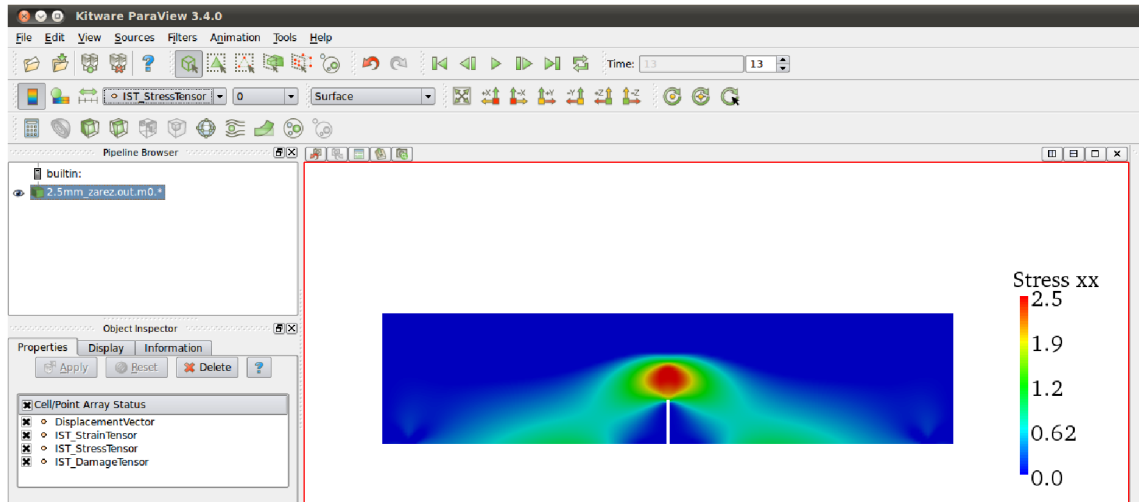 Kitware ParaView 3.4.0
File Edit View Sources Filters Animation Tools Help
Time: 13 13
IST_StressTensor 0 Surface +X -X +Y -Y +Z -Z
Pipeline Browser
builtin:
2.5mm_zarez.out.m0.*
Object Inspector
Properties Display Information
Apply Reset Delete ?
Cell/Point Array Status
DisplacementVector
IST_StrainTensor
IST_StressTensor
IST_DamageTensor
Stress xx
2.5
1.9
1.2
0.62
0.0